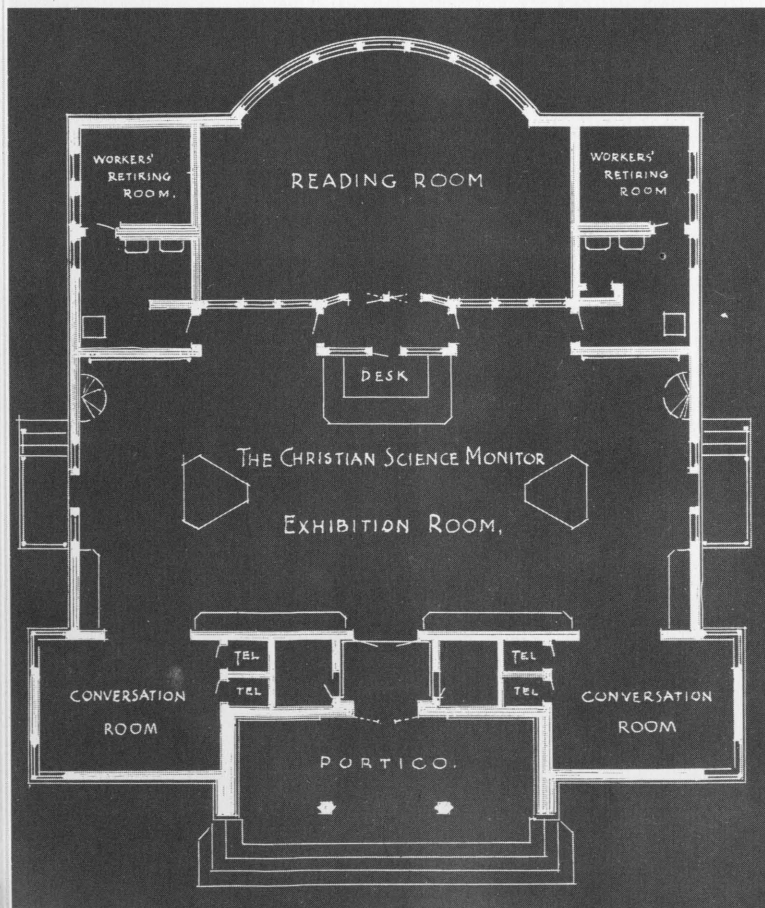 WORKERS'
RETIRING
ROOM.
READING ROOM
WORKERS'
RETIRING
ROOM
DESK
THE CHRISTIAN SCIENCE MONITOR
EXHIBITION ROOM,
TEL
TEL
TEL
TEL
CONVERSATION
ROOM
CONVERSATION
ROOM
PORTICO.